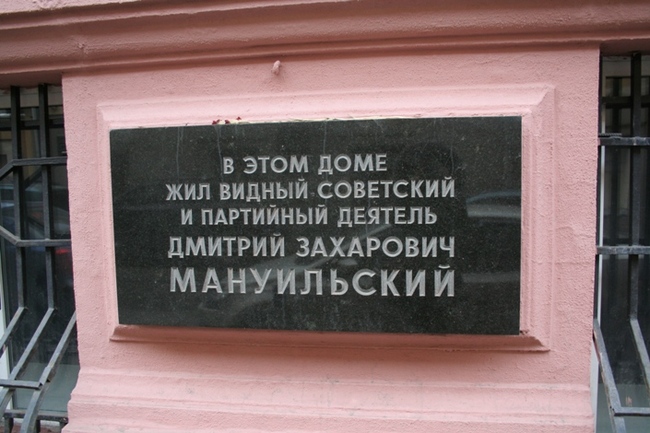 В ЭТОМ ДОМЕ
ЖИЛ ВИДНЫЙ СОВЕТСКИЙ
И ПАРТИЙНЫЙ ДЕЯТЕЛЬ
ДМИТРИЙ ЗАХАРОВИЧ
МАНУИЛЬСКИЙ